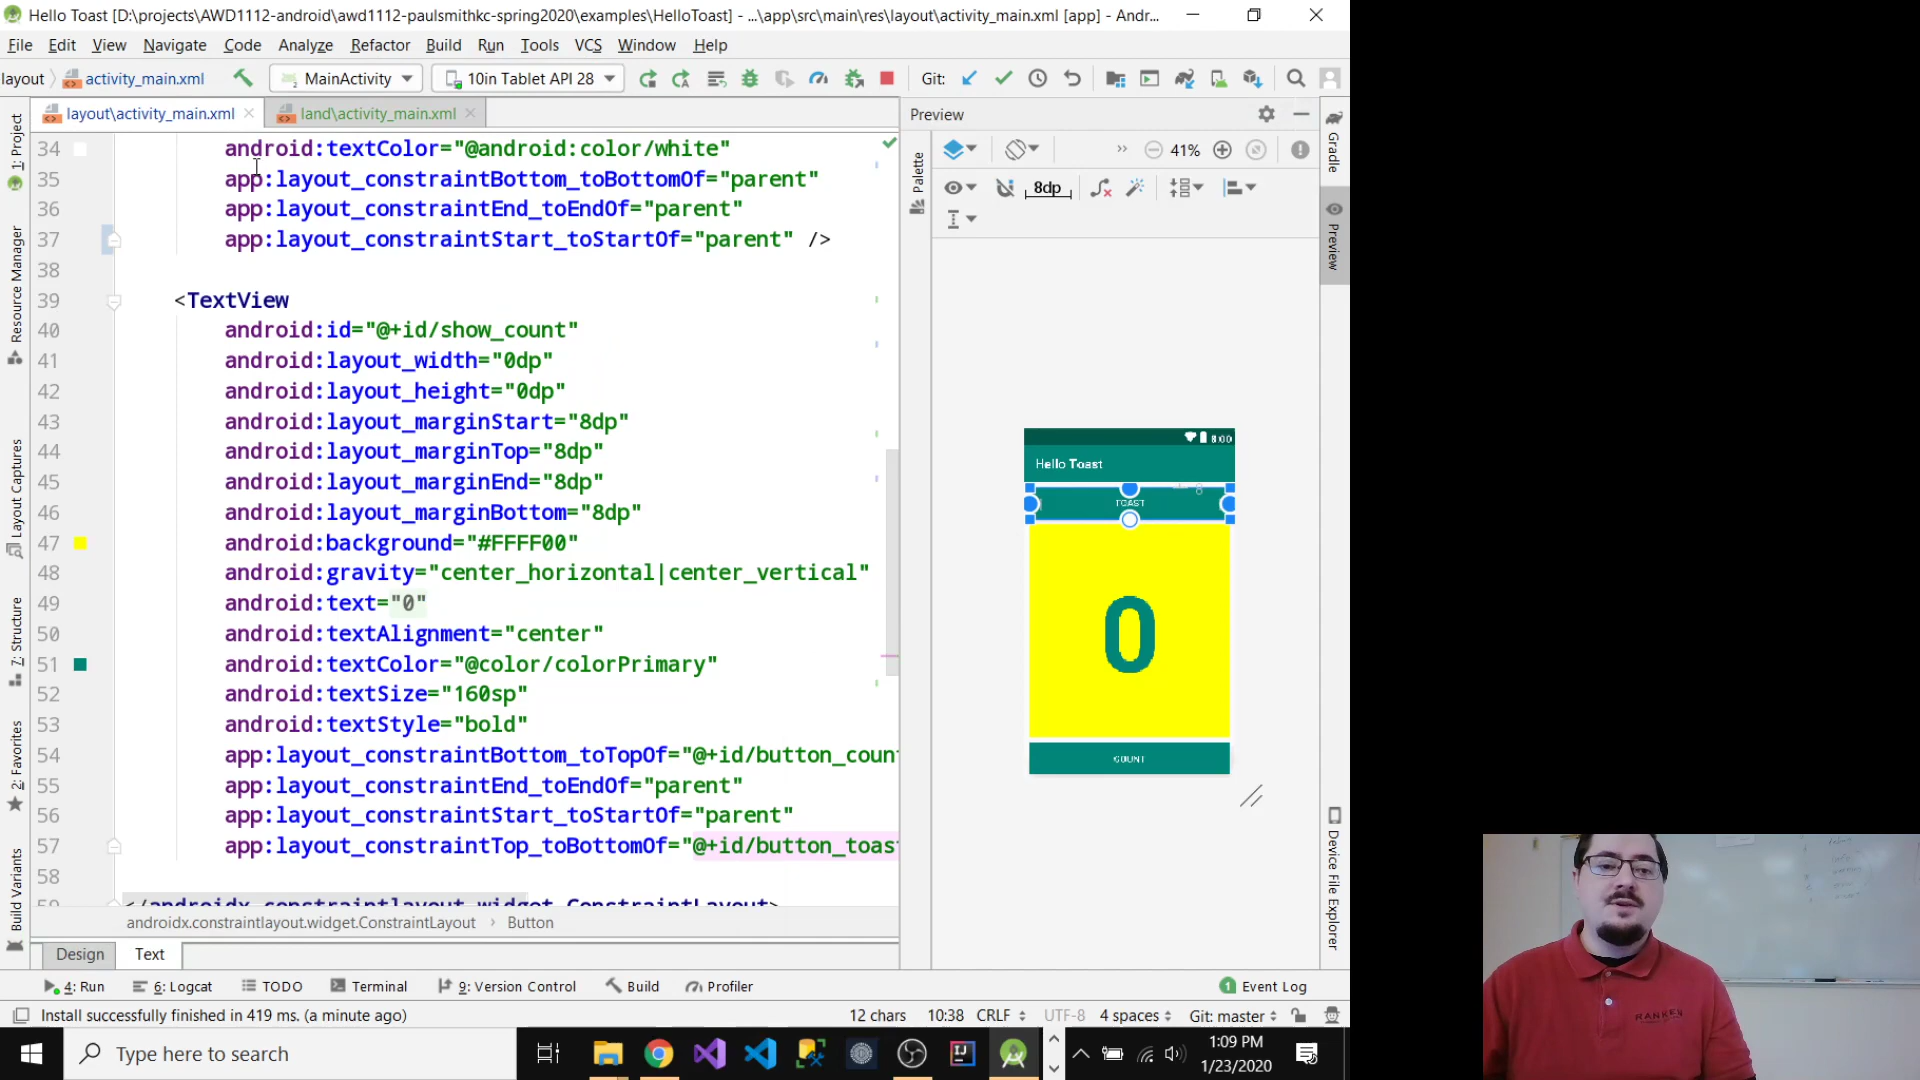 Hello Toast [D:\projects\AWD1112-android\awd1112-paulsmithkc-spring2020\examples\HelloToast] - ...\app\src\main\res\layout\activity_main.xml [app] - Andr...
File Edit View Navigate Code Analyze Refactor Build Run Tools VCS Window Help
layout activity_main.xml MainActivity 10in Tablet API 28 Git:
layout\activity_main.xml land\activity_main.xml
Preview
34 android:textColor="@android:color/white"
35 app:layout_constraintBottom_toBottomOf="parent"
36 app:layout_constraintEnd_toEndOf="parent"
37 app:layout_constraintStart_toStartOf="parent" />
38
39 <TextView
40 android:id="@+id/show_count"
41 android:layout_width="0dp"
42 android:layout_height="0dp"
43 android:layout_marginStart="8dp"
44 android:layout_marginTop="8dp"
45 android:layout_marginEnd="8dp"
46 android:layout_marginBottom="8dp"
47 android:background="#FFFF00"
48 android:gravity="center_horizontal|center_vertical"
49 android:text="0"
50 android:textAlignment="center"
51 android:textColor="@color/colorPrimary"
52 android:textSize="160sp"
53 android:textStyle="bold"
54 app:layout_constraintBottom_toTopOf="@+id/button_coun
55 app:layout_constraintEnd_toEndOf="parent"
56 app:layout_constraintStart_toStartOf="parent"
57 app:layout_constraintTop_toBottomOf="@+id/button_toas
58
59 </androidx.constraintlayout.widget.ConstraintLayout>
androidx.constraintlayout.widget.ConstraintLayout › Button
Design Text
1: Project
Resource Manager
Layout Captures
7: Structure
2: Favorites
Build Variants
Palette
41%
8dp
8:00
Hello Toast
TOAST
8
0
COUNT
Gradle
Preview
Device File Explorer
4: Run 6: Logcat TODO Terminal 9: Version Control Build Profiler 1 Event Log
Install successfully finished in 419 ms. (a minute ago) 12 chars 10:38 CRLF UTF-8 4 spaces Git: master
Type here to search
1:09 PM
1/23/2020
RANKEN